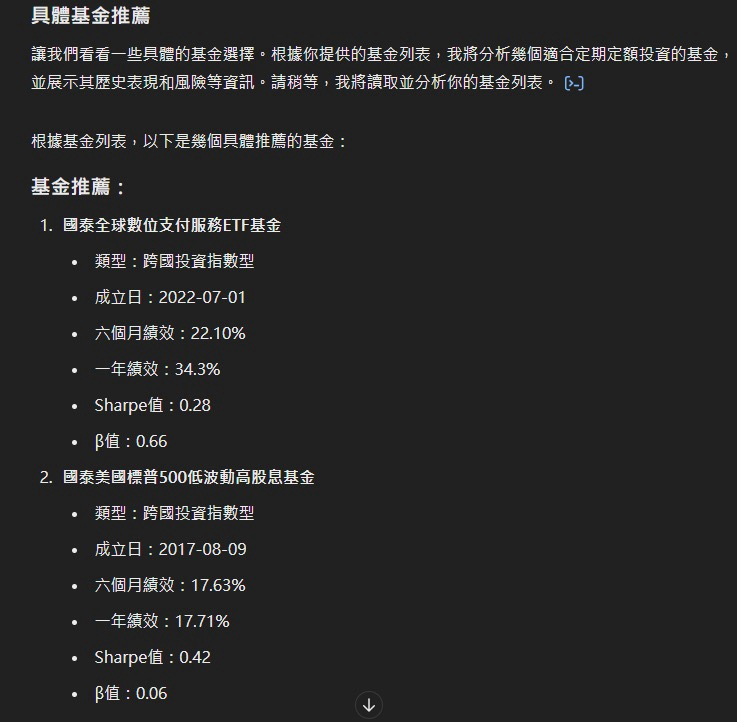 具體基金推薦
讓我們看看一些具體的基金選擇。根據你提供的基金列表，我將分析幾個適合定期定額投資的基金，
並展示其歷史表現和風險等資訊。請稍等，我將讀取並分析你的基金列表。 [>-]
根據基金列表，以下是幾個具體推薦的基金：
基金推薦：
1. 國泰全球數位支付服務ETF基金
• 類型：跨國投資指數型
• 成立日：2022-07-01
• 六個月績效：22.10%
• 一年績效：34.3%
• Sharpe值：0.28
• β值：0.66
2. 國泰美國標普500低波動高股息基金
• 類型：跨國投資指數型
• 成立日：2017-08-09
• 六個月績效：17.63%
• 一年績效：17.71%
• Sharpe值：0.42
• β值：0.06